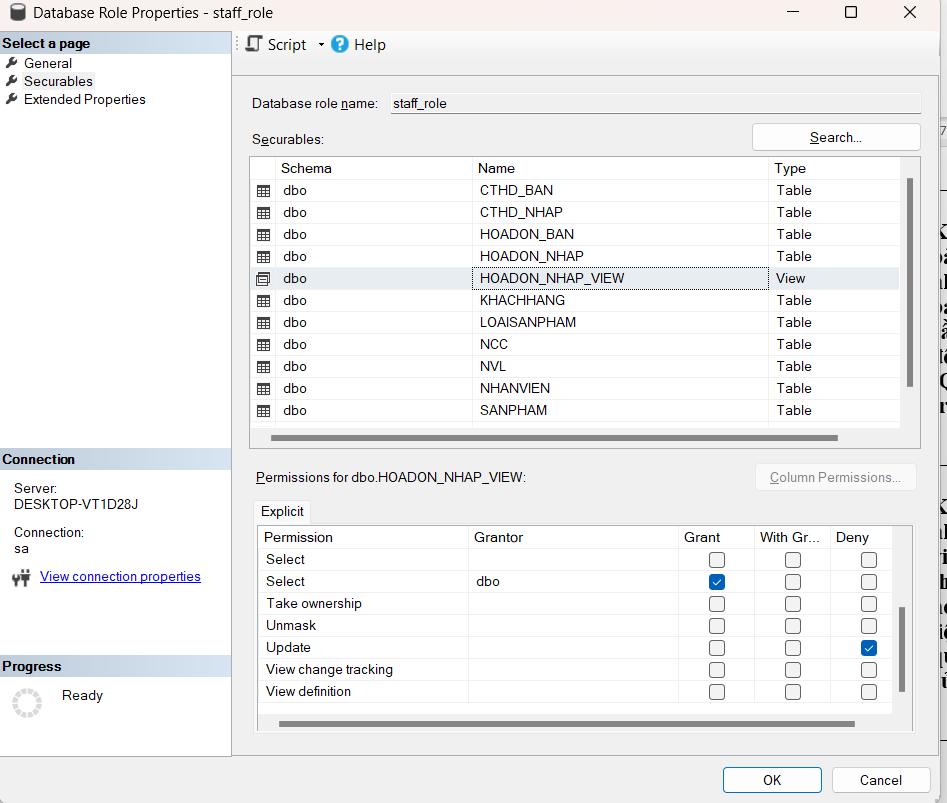 Database Role Properties - staff_role
Select a page
General
Securables
Extended Properties
Script
Help
Database role name: staff_role
Securables:
Search...
Schema Name Type
dbo CTHD_BAN Table
dbo CTHD_NHAP Table
dbo HOADON_BAN Table
dbo HOADON_NHAP Table
dbo HOADON_NHAP_VIEW View
dbo KHACHHANG Table
dbo LOAISANPHAM Table
dbo NCC Table
dbo NVL Table
dbo NHANVIEN Table
dbo SANPHAM Table
Connection
Server:
DESKTOP-VT1D28J
Connection:
sa
View connection properties
Progress
Ready
Permissions for dbo.HOADON_NHAP_VIEW:
Column Permissions...
Explicit
Permission Grantor Grant With Gr... Deny
Select
Select dbo
Take ownership
Unmask
Update
View change tracking
View definition
OK Cancel